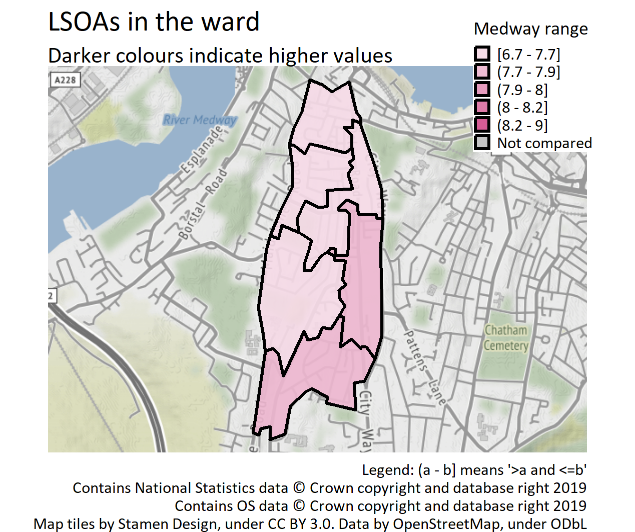 LSOAs in the ward
Darker colours indicate higher values
Medway range
[6.7 - 7.7]
(7.7 - 7.9]
(7.9 - 8]
(8 - 8.2]
(8.2 - 9]
Not compared
A228
River Medway
Esplanade
Borstal - Road
2
Chatham
Cemetery
Pattens - Lane
City - Way
Legend: (a - b] means '>a and <=b'
Contains National Statistics data © Crown copyright and database right 2019
Contains OS data © Crown copyright and database right 2019
Map tiles by Stamen Design, under CC BY 3.0. Data by OpenStreetMap, under ODbL